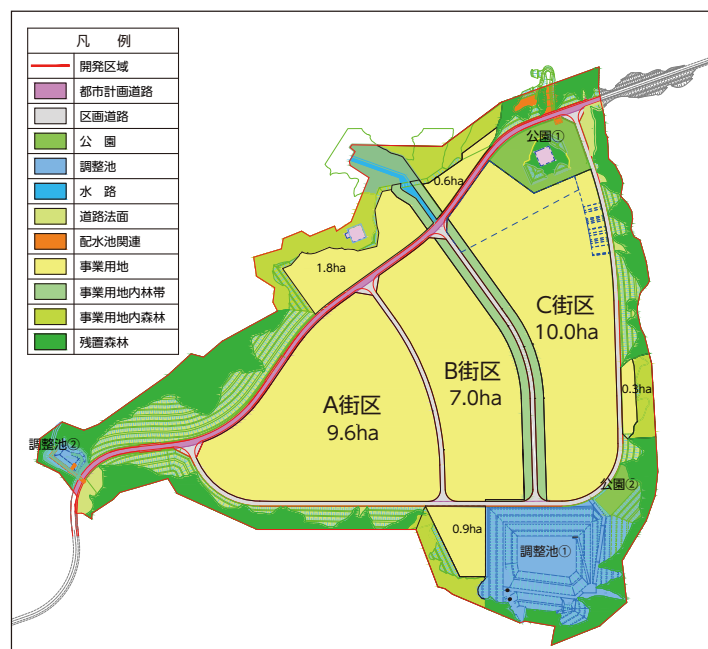 凡 例
開発区域
都市計画道路
区画道路
公 園
調整池
水 路
道路法面
配水池関連
事業用地
事業用地内林帯
事業用地内森林
残置森林
公園①
0.6ha
1.8ha
C街区
10.0ha
B街区
7.0ha
A街区
9.6ha
0.3ha
調整池②
公園②
0.9ha
調整池①